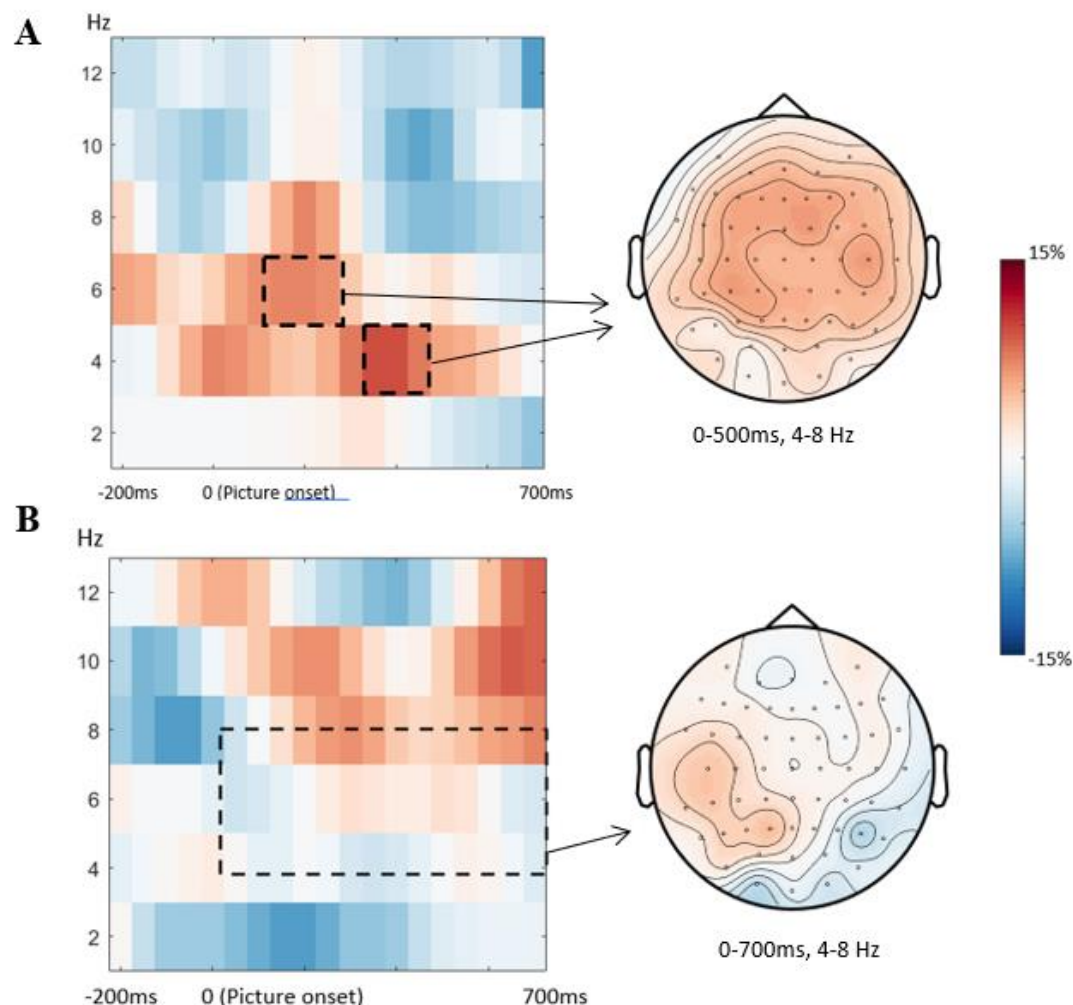 A
Hz
12
10
8
6
4
2
-200ms
0 (Picture onset)
700ms
0-500ms, 4-8 Hz
15%
-15%
B
Hz
12
10
8
6
4
2
-200ms
0 (Picture onset)
700ms
0-700ms, 4-8 Hz